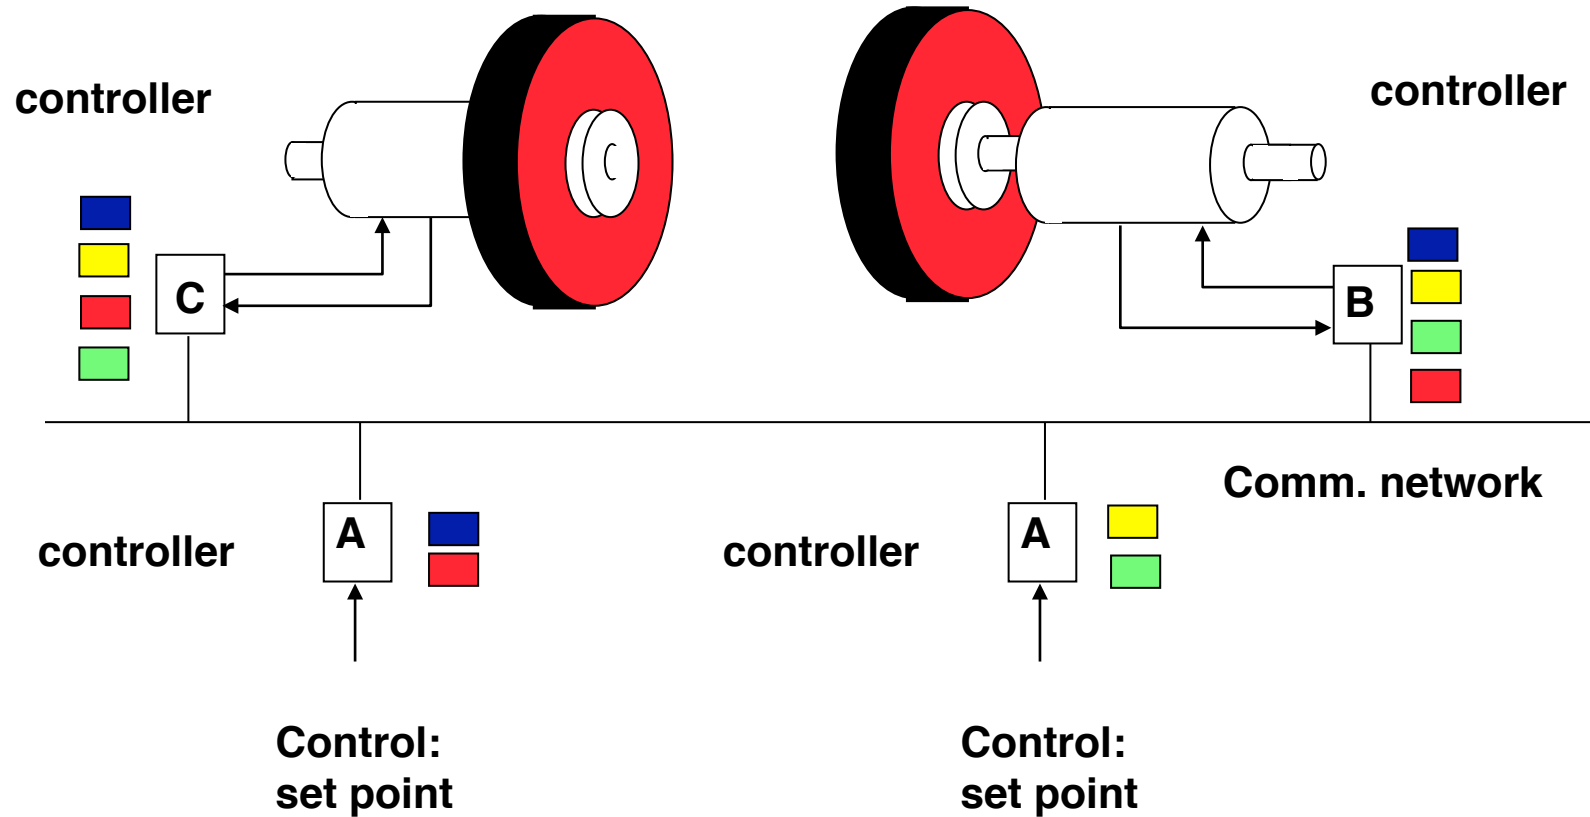 controller
controller
C
B
Comm. network
controller
A
controller
A
Control:
set point
Control:
set point